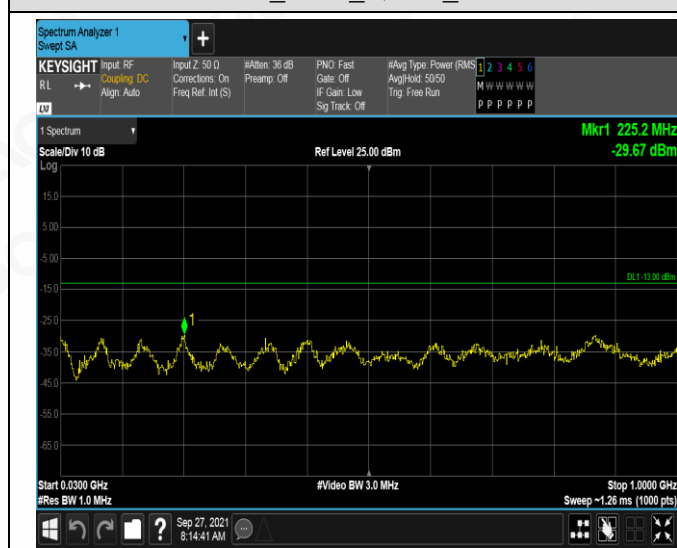 Spectrum Analyzer 1
Swept SA
+
KEYSIGHT Input: RF Input Z: 50 Ω #Atten: 36 dB PNO: Fast #Avg Type: Power (RMS 1 2 3 4 5 6
RL Coupling: DC Corrections: On Preamp: Off Gate: Off Avg|Hold: 50/50 M W W W W W
Align: Auto Freq Ref: Int (S) IF Gain: Low Trig: Free Run
Sig Track: Off P P P P P P
1 Spectrum Mkr1 225.2 MHz
Scale/Div 10 dB Ref Level 25.00 dBm -29.67 dBm
Log
15.0
5.00
-5.00
DL1 -13.00 dBm
-15.0
-25.0
1
-35.0
-45.0
-55.0
-65.0
Start 0.0300 GHz #Video BW 3.0 MHz Stop 1.0000 GHz
#Res BW 1.0 MHz Sweep ~1.26 ms (1000 pts)
? Sep 27, 2021
8:14:41 AM